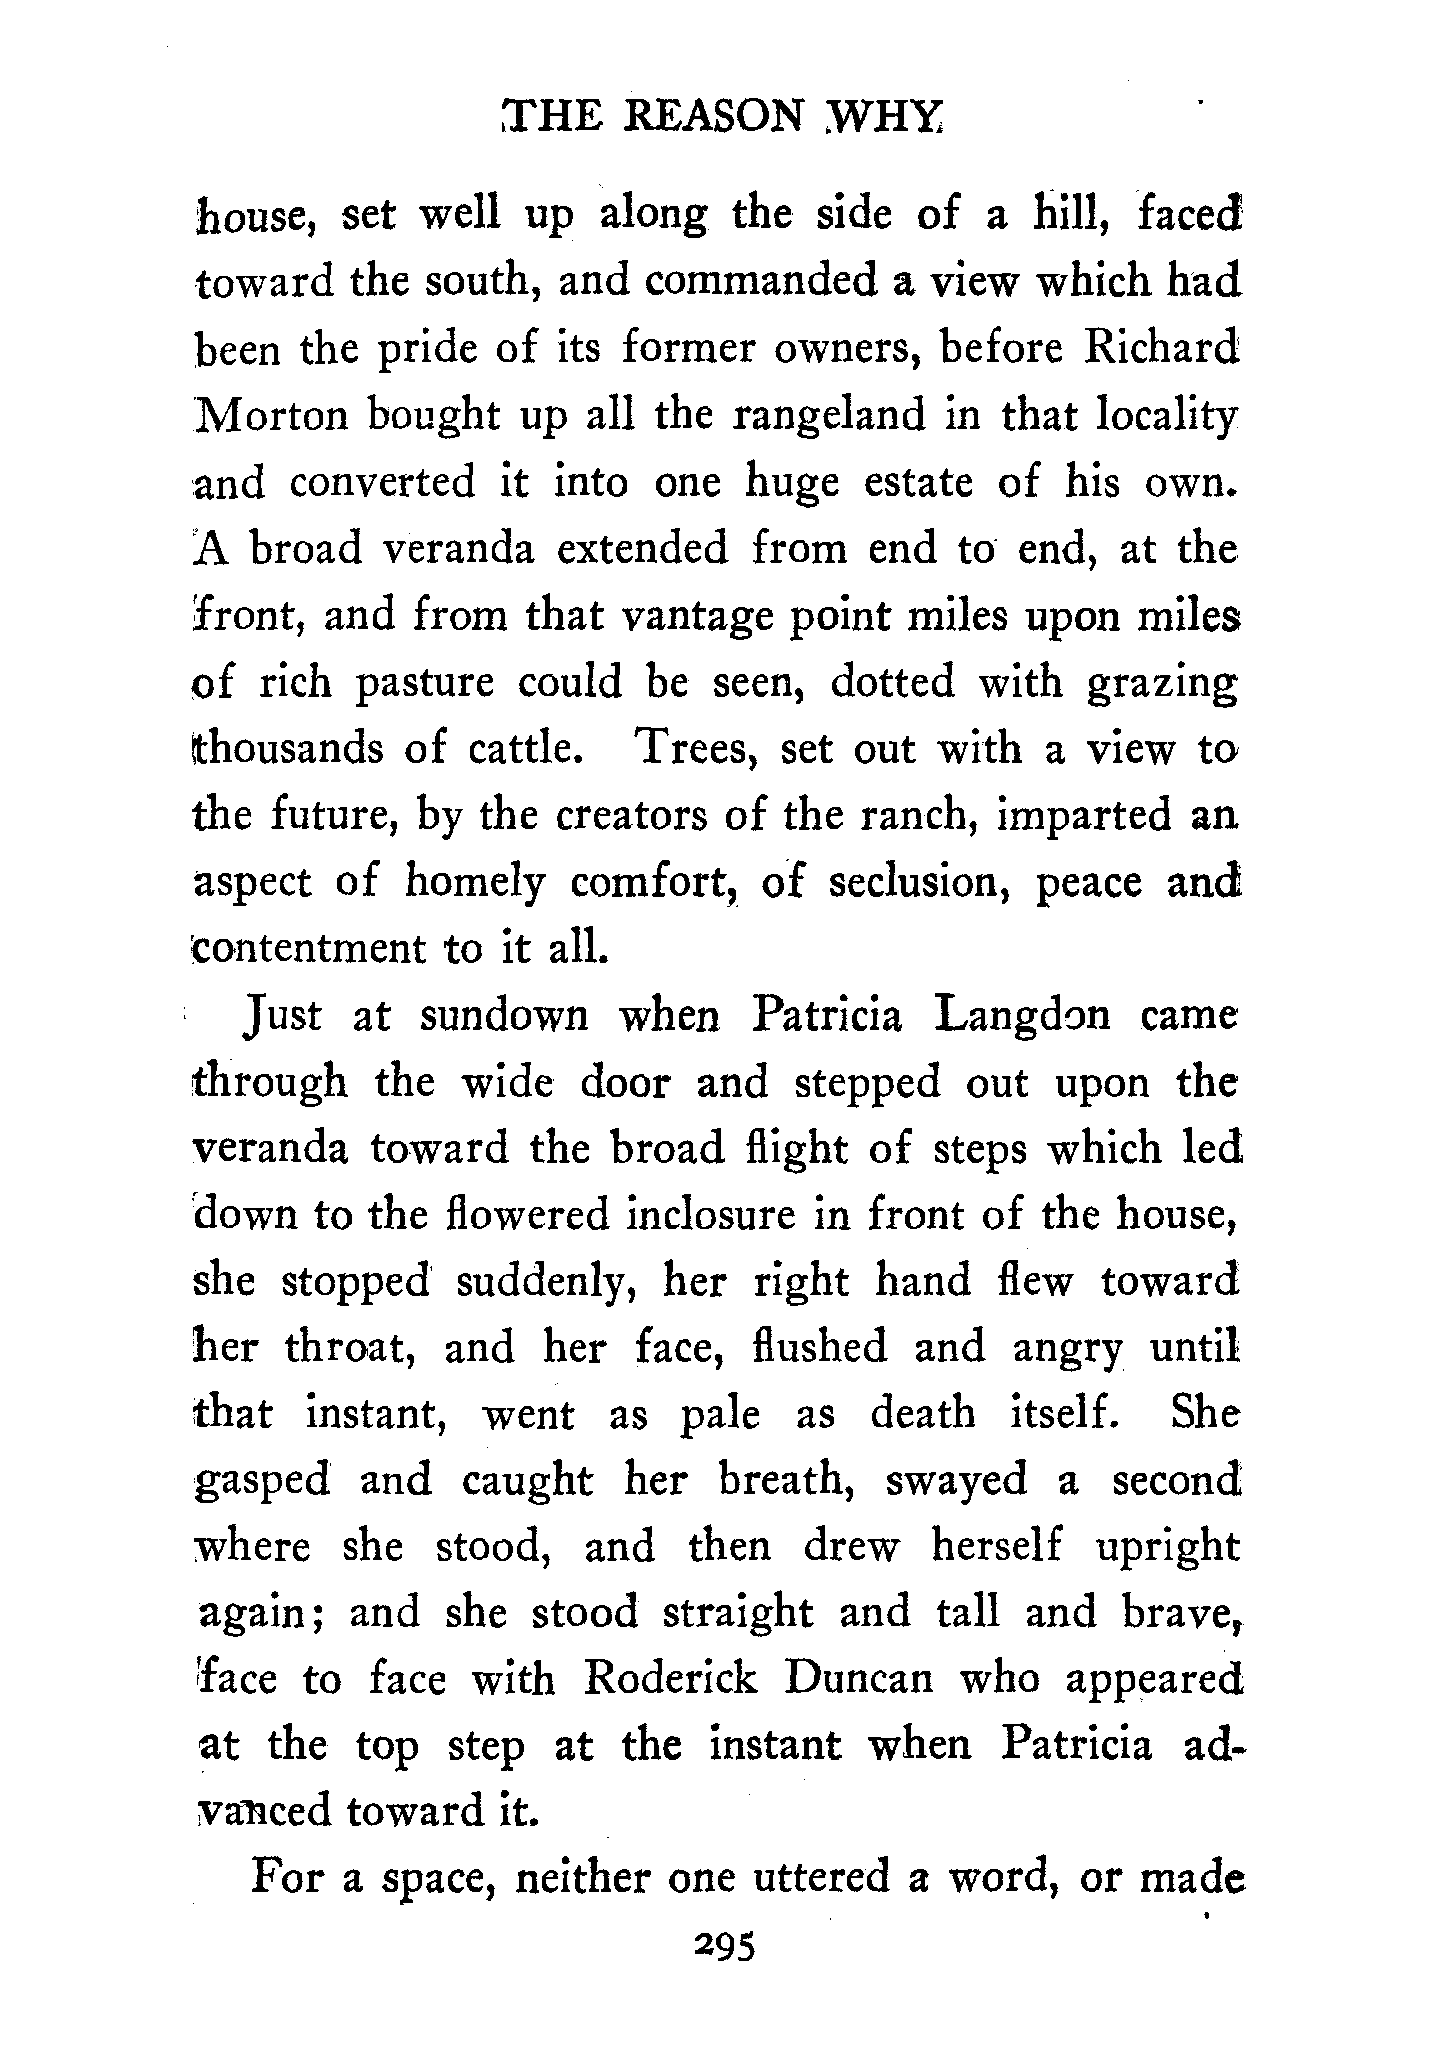 THE REASON WHY
house, set well up along the side of a hill, faced
toward the south, and commanded a view which had
been the pride of its former owners, before Richard
Morton bought up all the rangeland in that locality
and converted it into one huge estate of his own.
A broad veranda extended from end to end, at the
front, and from that vantage point miles upon miles
of rich pasture could be seen, dotted with grazing
thousands of cattle. Trees, set out with a view to
the future, by the creators of the ranch, imparted an
aspect of homely comfort, of seclusion, peace and
contentment to it all.
Just at sundown when Patricia Langdon came
through the wide door and stepped out upon the
veranda toward the broad flight of steps which led
down to the flowered inclosure in front of the house,
she stopped suddenly, her right hand flew toward
her throat, and her face, flushed and angry until
that instant, went as pale as death itself. She
gasped and caught her breath, swayed a second
where she stood, and then drew herself upright
again; and she stood straight and tall and brave,
face to face with Roderick Duncan who appeared
at the top step at the instant when Patricia ad-
vanced toward it.
For a space, neither one uttered a word, or made
295